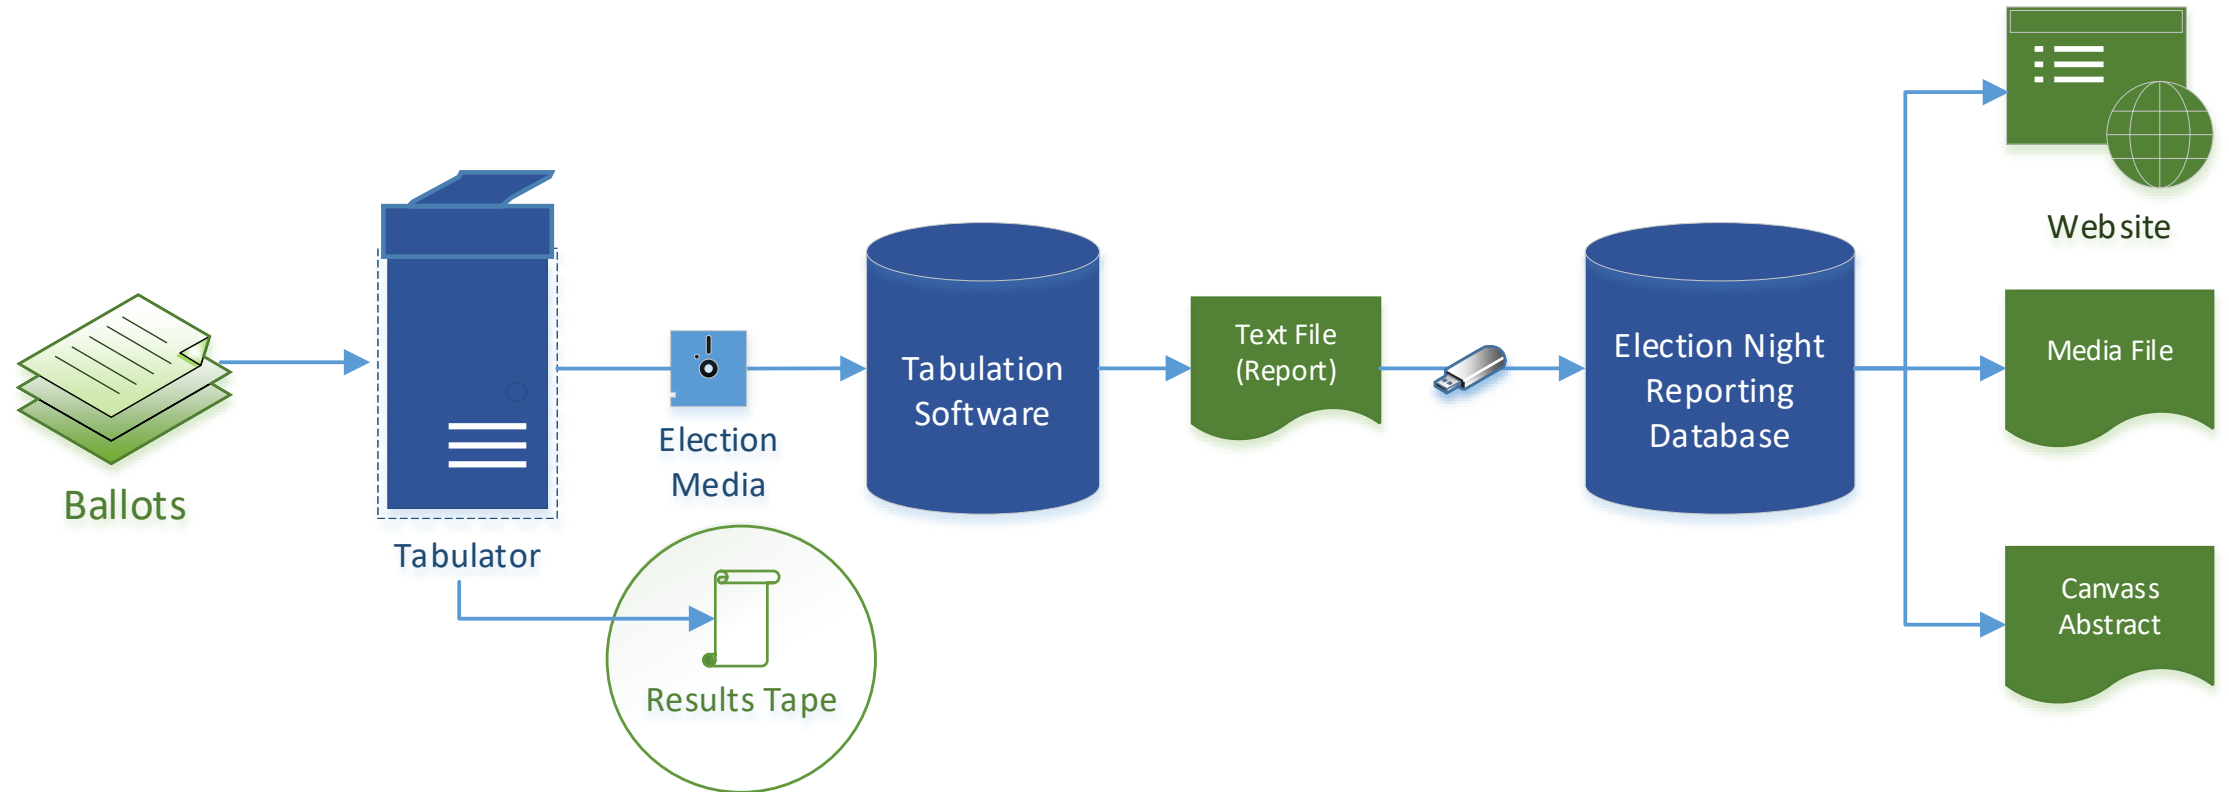 Ballots
Tabulator
Election
Media
Results Tape
Tabulation
Software
Text File
(Report)
Election Night
Reporting
Database
Website
Media File
Canvass
Abstract